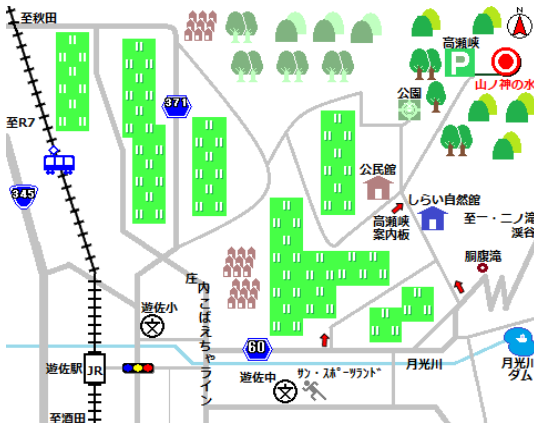 至秋田
N
高瀬峡
P
山ノ神の水
371
公園
至R7
公民館
345
しらい自然館
高瀬峡
案内板
至一・二ノ滝
渓谷
胴腹滝
庄内こばえちゃライン
遊佐小
60
月光川
月光川
ダム
遊佐駅
JR
遊佐中
サン・スポーツランド
至酒田